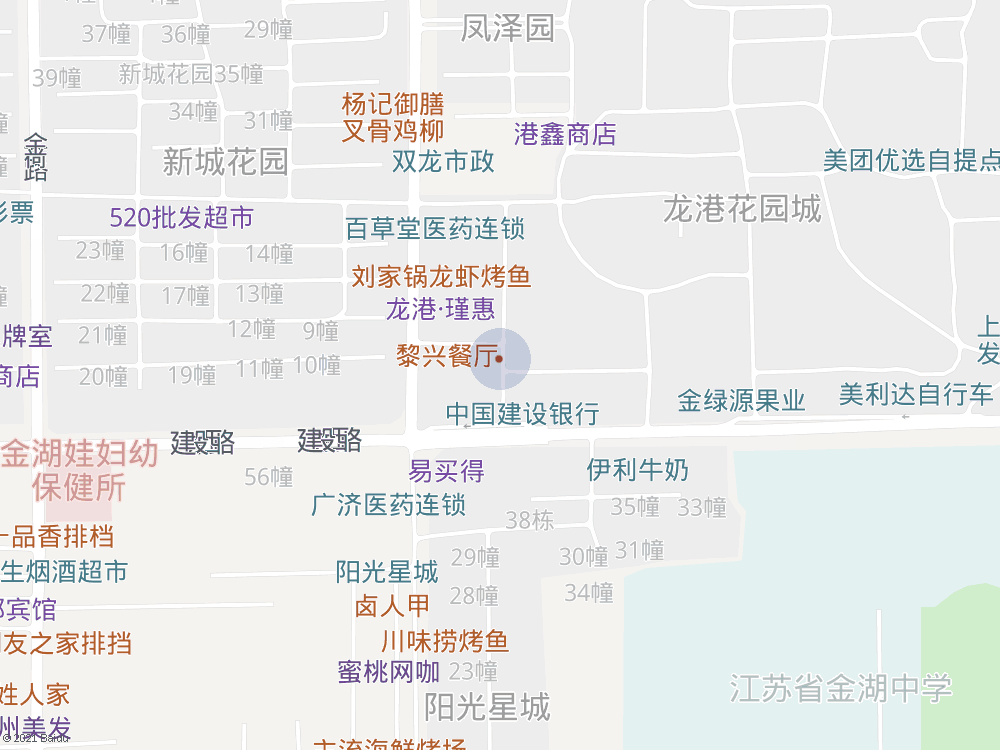 37幢
36幢
29幢
凤泽园
39幢
新城花园35幢
34幢
31幢
杨记御膳
叉骨鸡柳
港鑫商店
新城花园
双龙市政
美团优选自提点
影票
520批发超市
龙港花园城
百草堂医药连锁
23幢
16幢
14幢
刘家锅龙虾烤鱼
22幢
17幢
13幢
龙港·瑾惠
牌室
21幢
12幢
9幢
上
发
黎兴餐厅
商店
20幢
19幢
11幢
10幢
中国建设银行
金绿源果业
美利达自行车
建设路
建设路
金湖娃妇幼
保健所
56幢
易买得
伊利牛奶
广济医药连锁
38栋
35幢
33幢
一品香排档
29幢
30幢
31幢
生烟酒超市
阳光星城
28幢
34幢
宾馆
卤人甲
友之家排挡
川味捞烤鱼
蜜桃网咖
23幢
姓人家
阳光星城
江苏省金湖中学
州美发
© 2021 Baidu
主流海鲜烤场